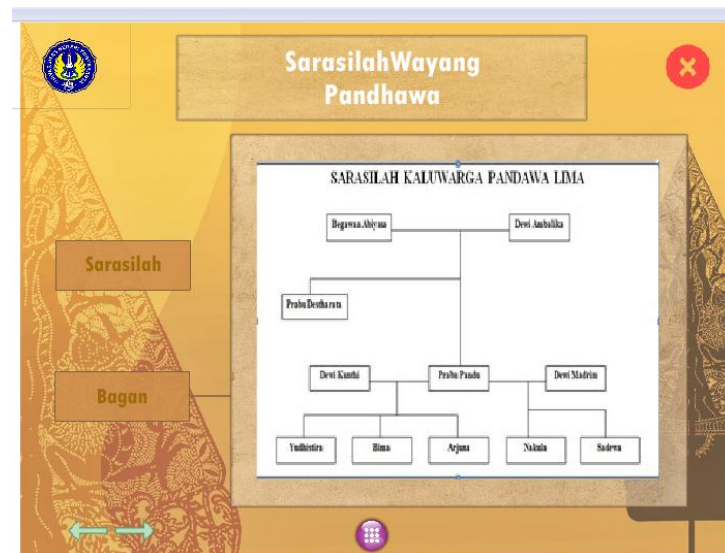 SarasilahWayang
Pandhawa
SARASILAH KALUWARGA PANDAWA LIMA
Begawan Abiyasa
Dewi Ambalika
Sarasilah
Prabu Destharata
Dewi Kunthi
Prabu Pandu
Dewi Madrim
Bagan
Yudhistira
Bima
Arjuna
Nakula
Sadewa